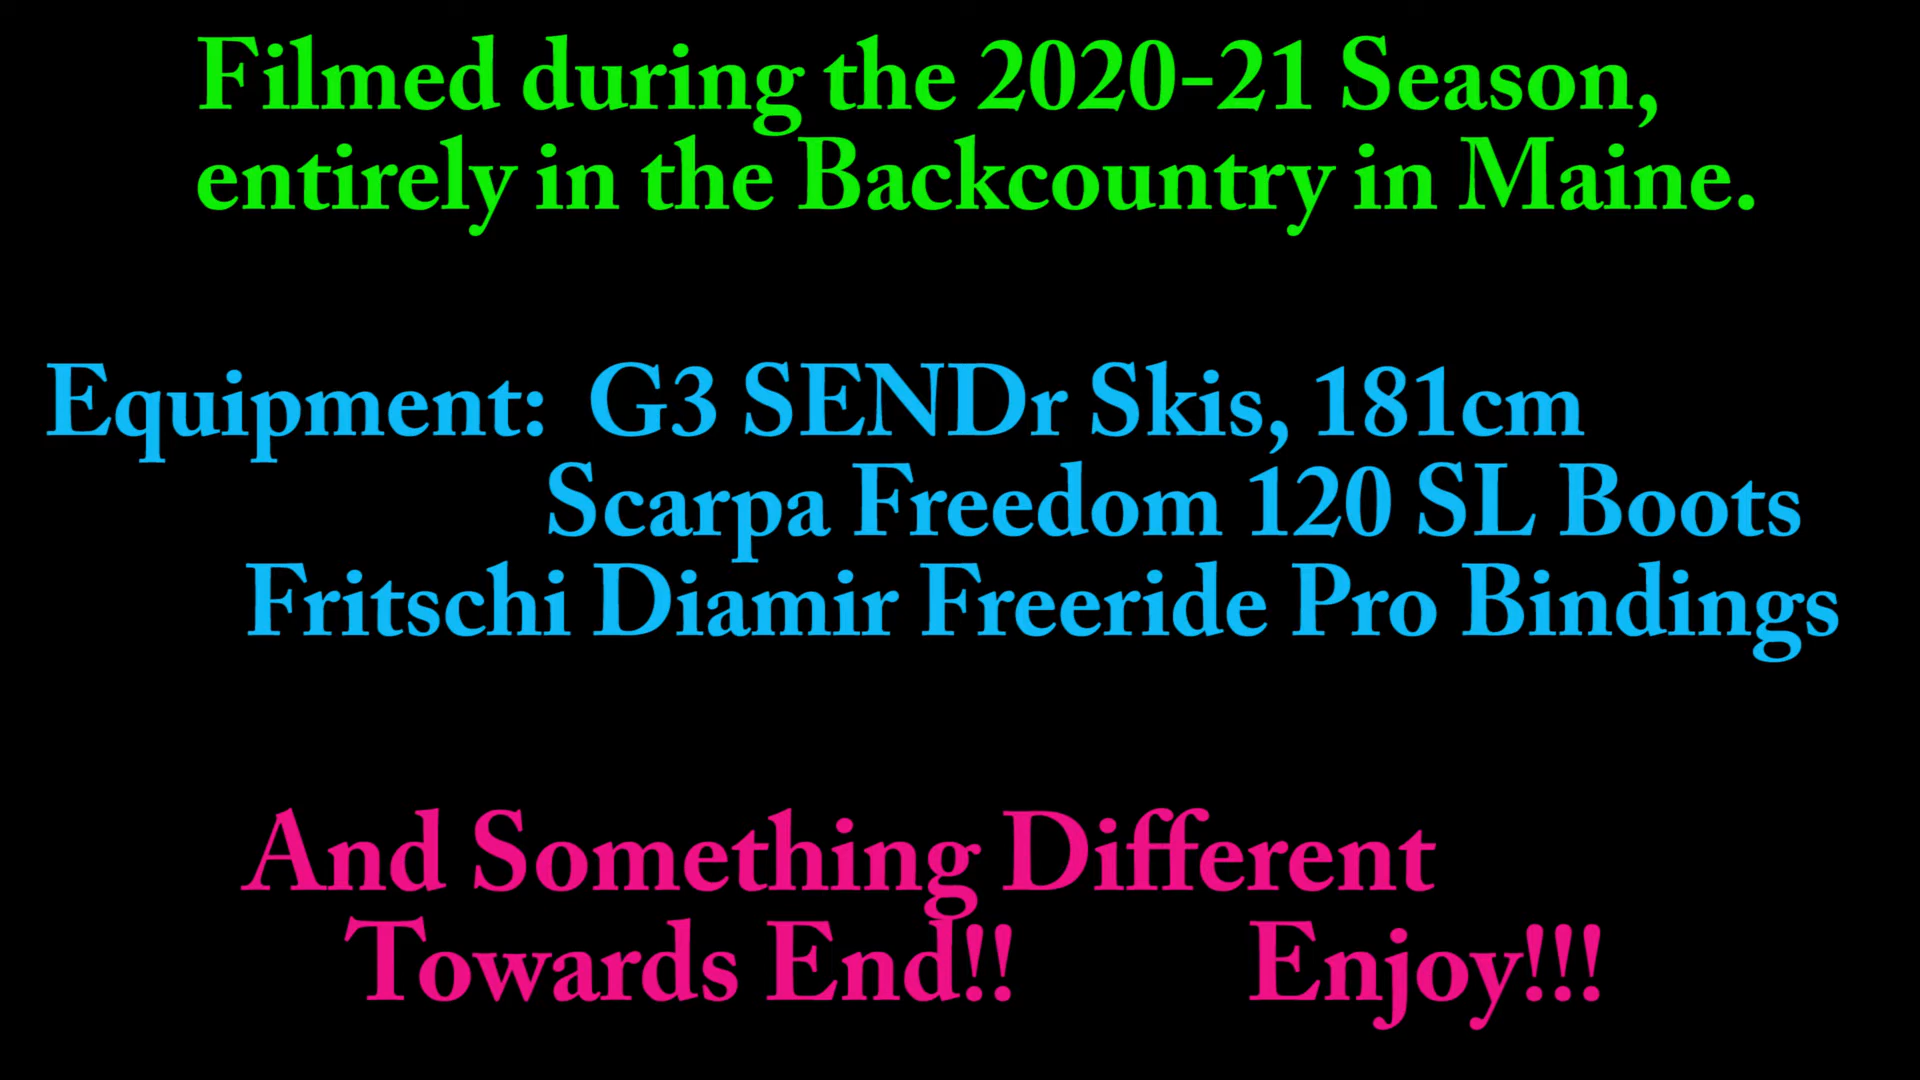 Filmed during the 2020-21 Season,
entirely in the Backcountry in Maine.
Equipment: G3 SENDr Skis, 181cm
Scarpa Freedom 120 SL Boots
Fritschi Diamir Freeride Pro Bindings
And Something Different
Towards End!! Enjoy!!!